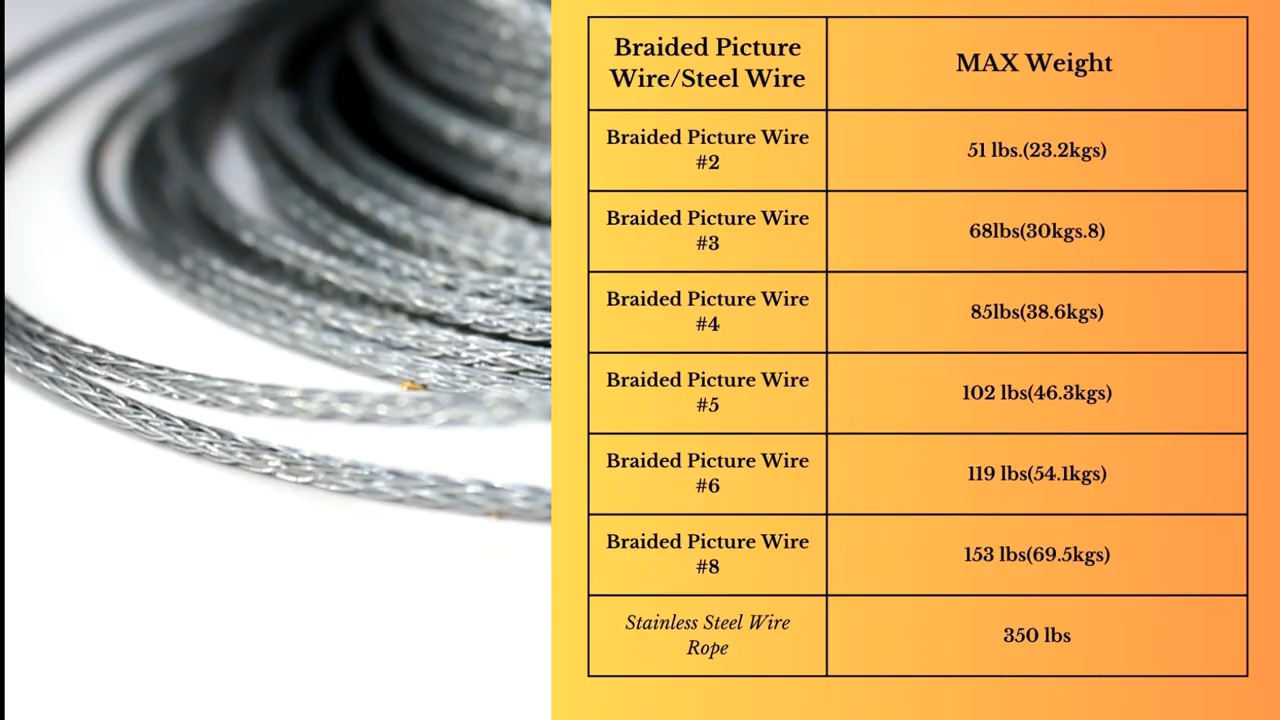 Braided Picture
Wire/Steel Wire
MAX Weight
Braided Picture Wire
#2
51 lbs.(23.2kgs)
Braided Picture Wire
#3
68lbs(30kgs.8)
Braided Picture Wire
#4
85lbs(38.6kgs)
Braided Picture Wire
#5
102 lbs(46.3kgs)
Braided Picture Wire
#6
119 lbs(54.1kgs)
Braided Picture Wire
#8
153 lbs(69.5kgs)
Stainless Steel Wire
Rope
350 lbs